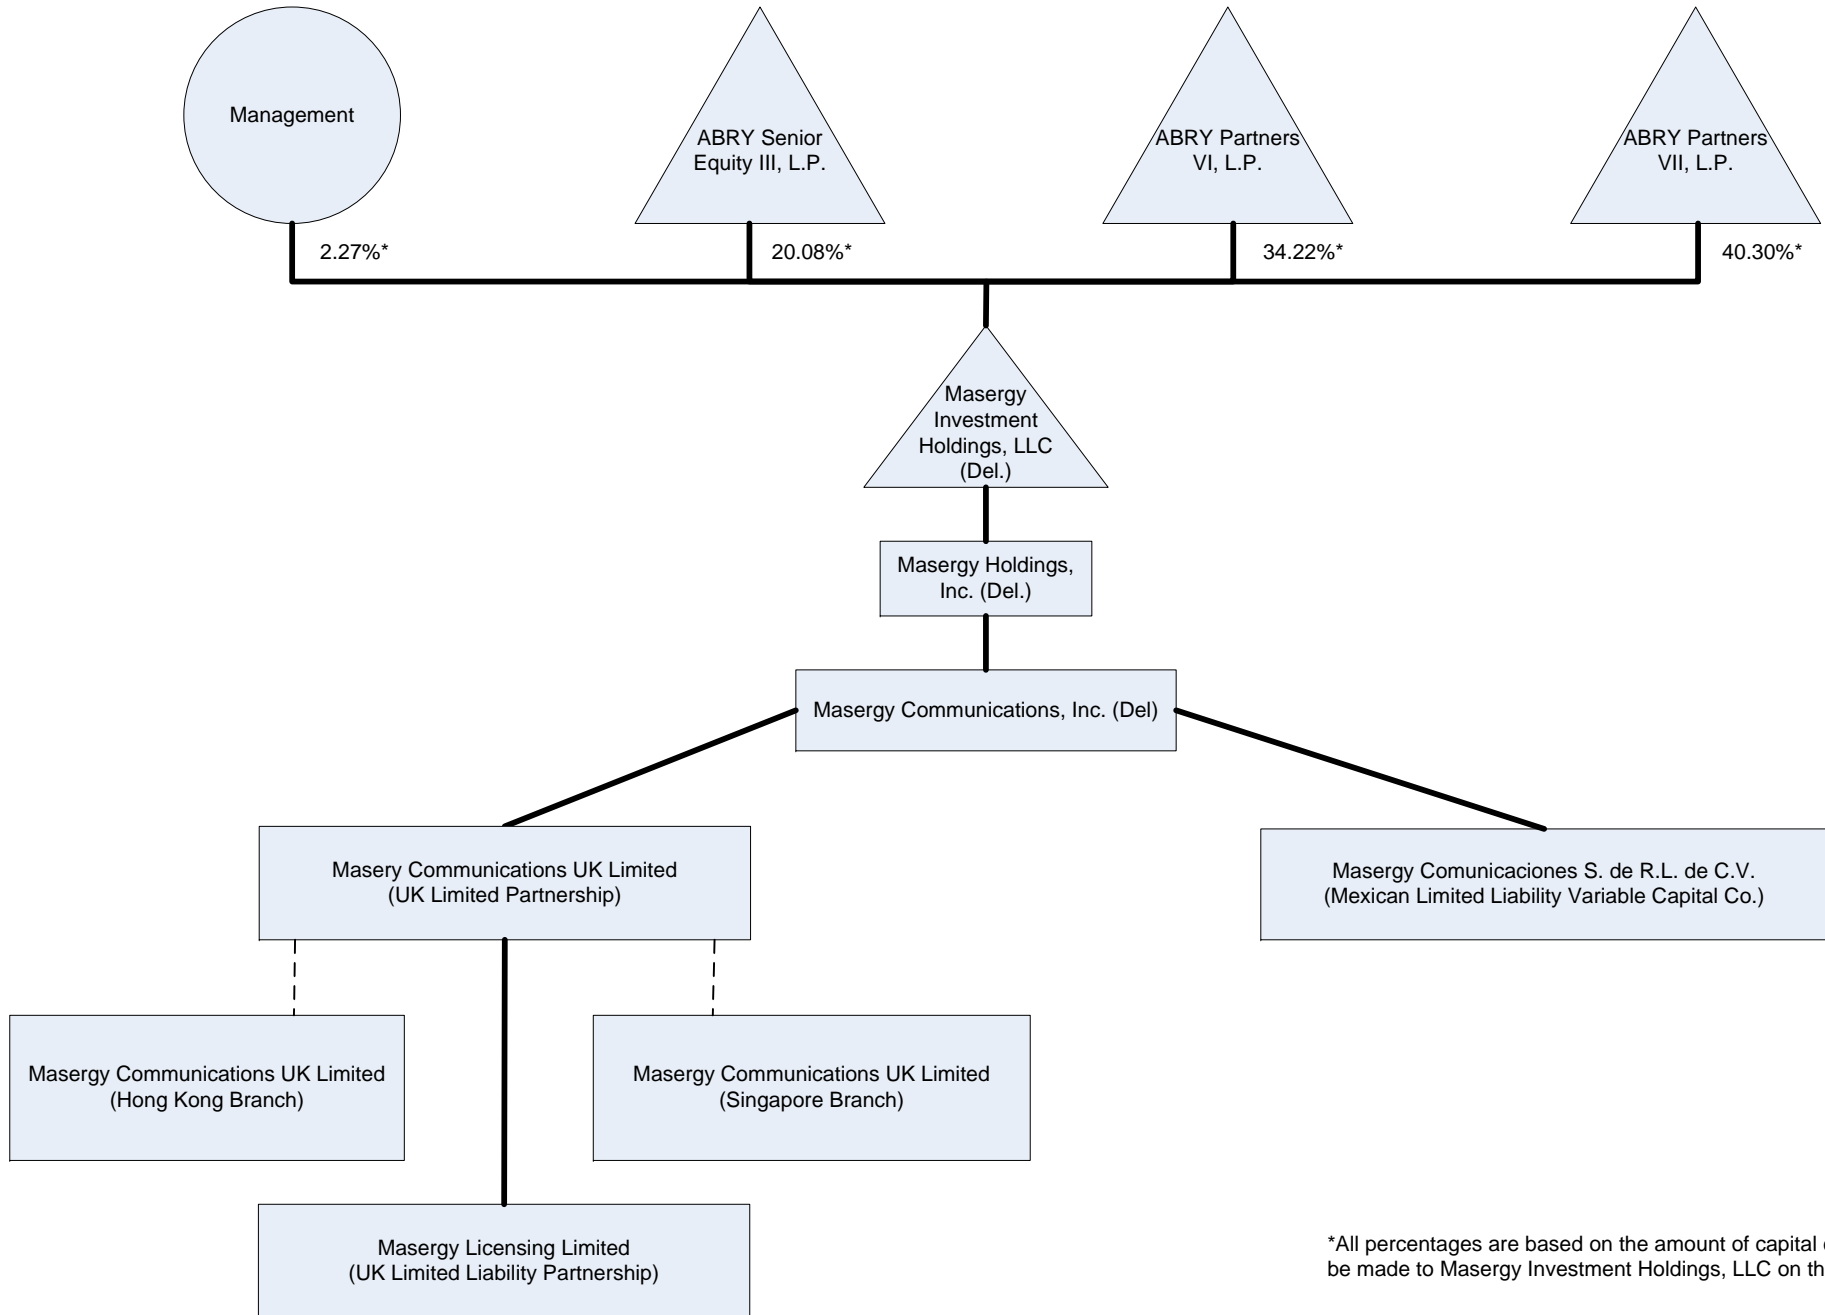 Management
ABRY Senior
Equity III, L.P.
ABRY Partners
VI, L.P.
ABRY Partners
VII, L.P.
2.27%*
20.08%*
34.22%*
40.30%*
Masergy
Investment
Holdings, LLC
(Del.)
Masergy Holdings,
Inc. (Del.)
Masergy Communications, Inc. (Del)
Masery Communications UK Limited
(UK Limited Partnership)
Masergy Comunicaciones S. de R.L. de C.V.
(Mexican Limited Liability Variable Capital Co.)
Masergy Communications UK Limited
(Hong Kong Branch)
Masergy Communications UK Limited
(Singapore Branch)
Masergy Licensing Limited
(UK Limited Liability Partnership)
*All percentages are based on the amount of capital
be made to Masergy Investment Holdings, LLC on